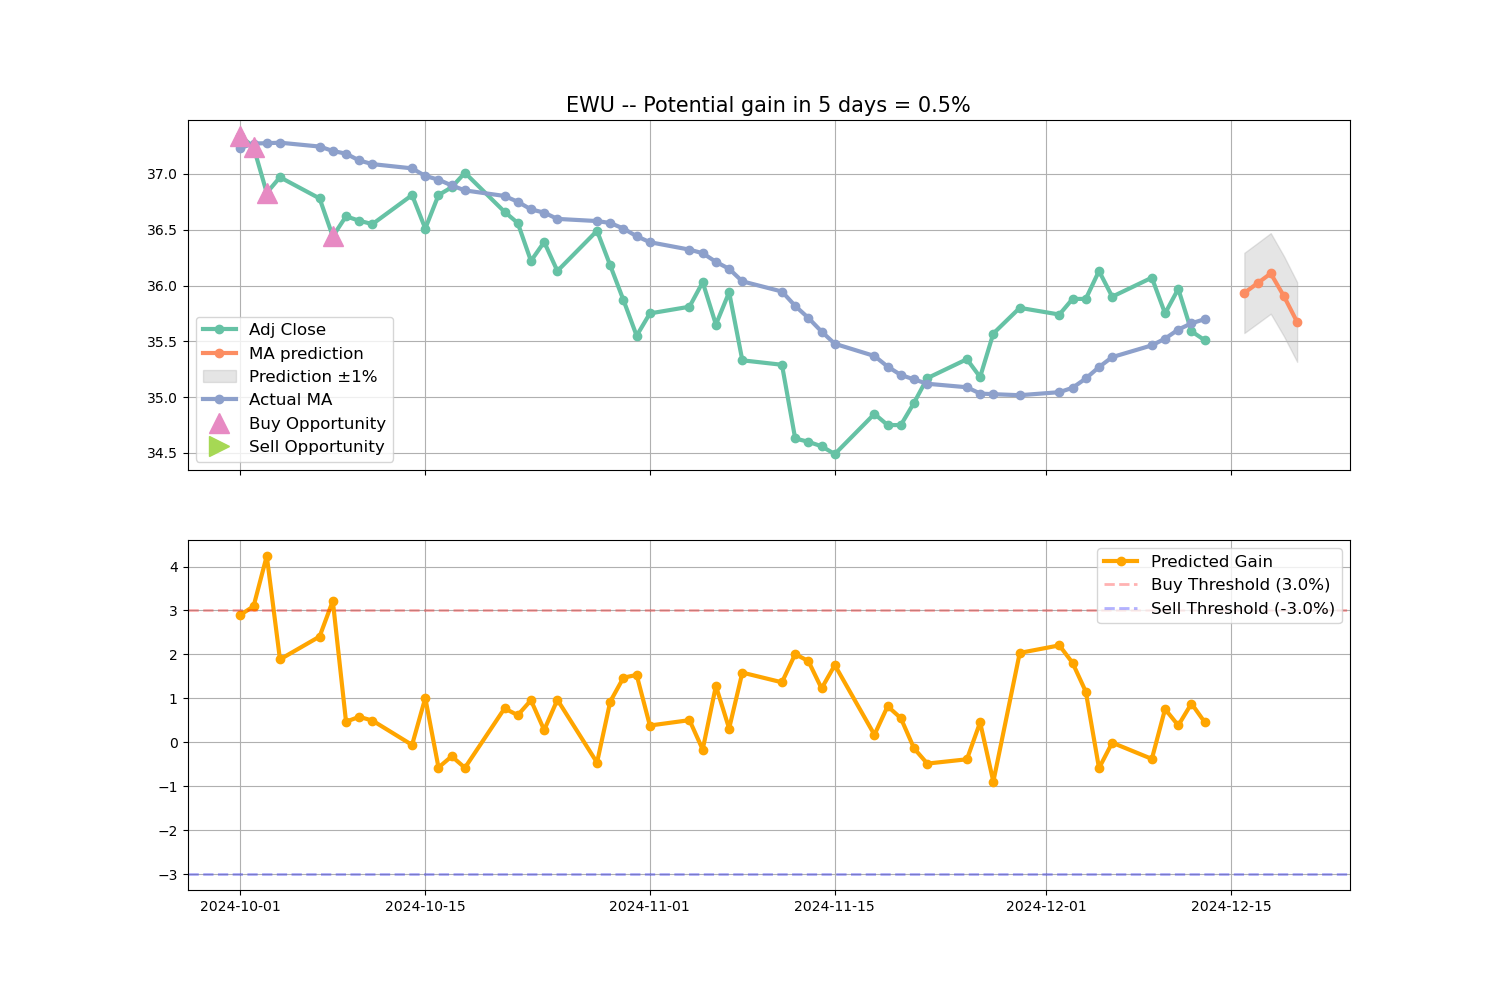 EWU -- Potential gain in 5 days = 0.5%
37.0
36.5
36.0
35.5
35.0
34.5
Adj Close
MA prediction
Prediction ±1%
Actual MA
Buy Opportunity
Sell Opportunity
4
3
2
1
0
−1
−2
−3
Predicted Gain
Buy Threshold (3.0%)
Sell Threshold (-3.0%)
2024-10-01
2024-10-15
2024-11-01
2024-11-15
2024-12-01
2024-12-15